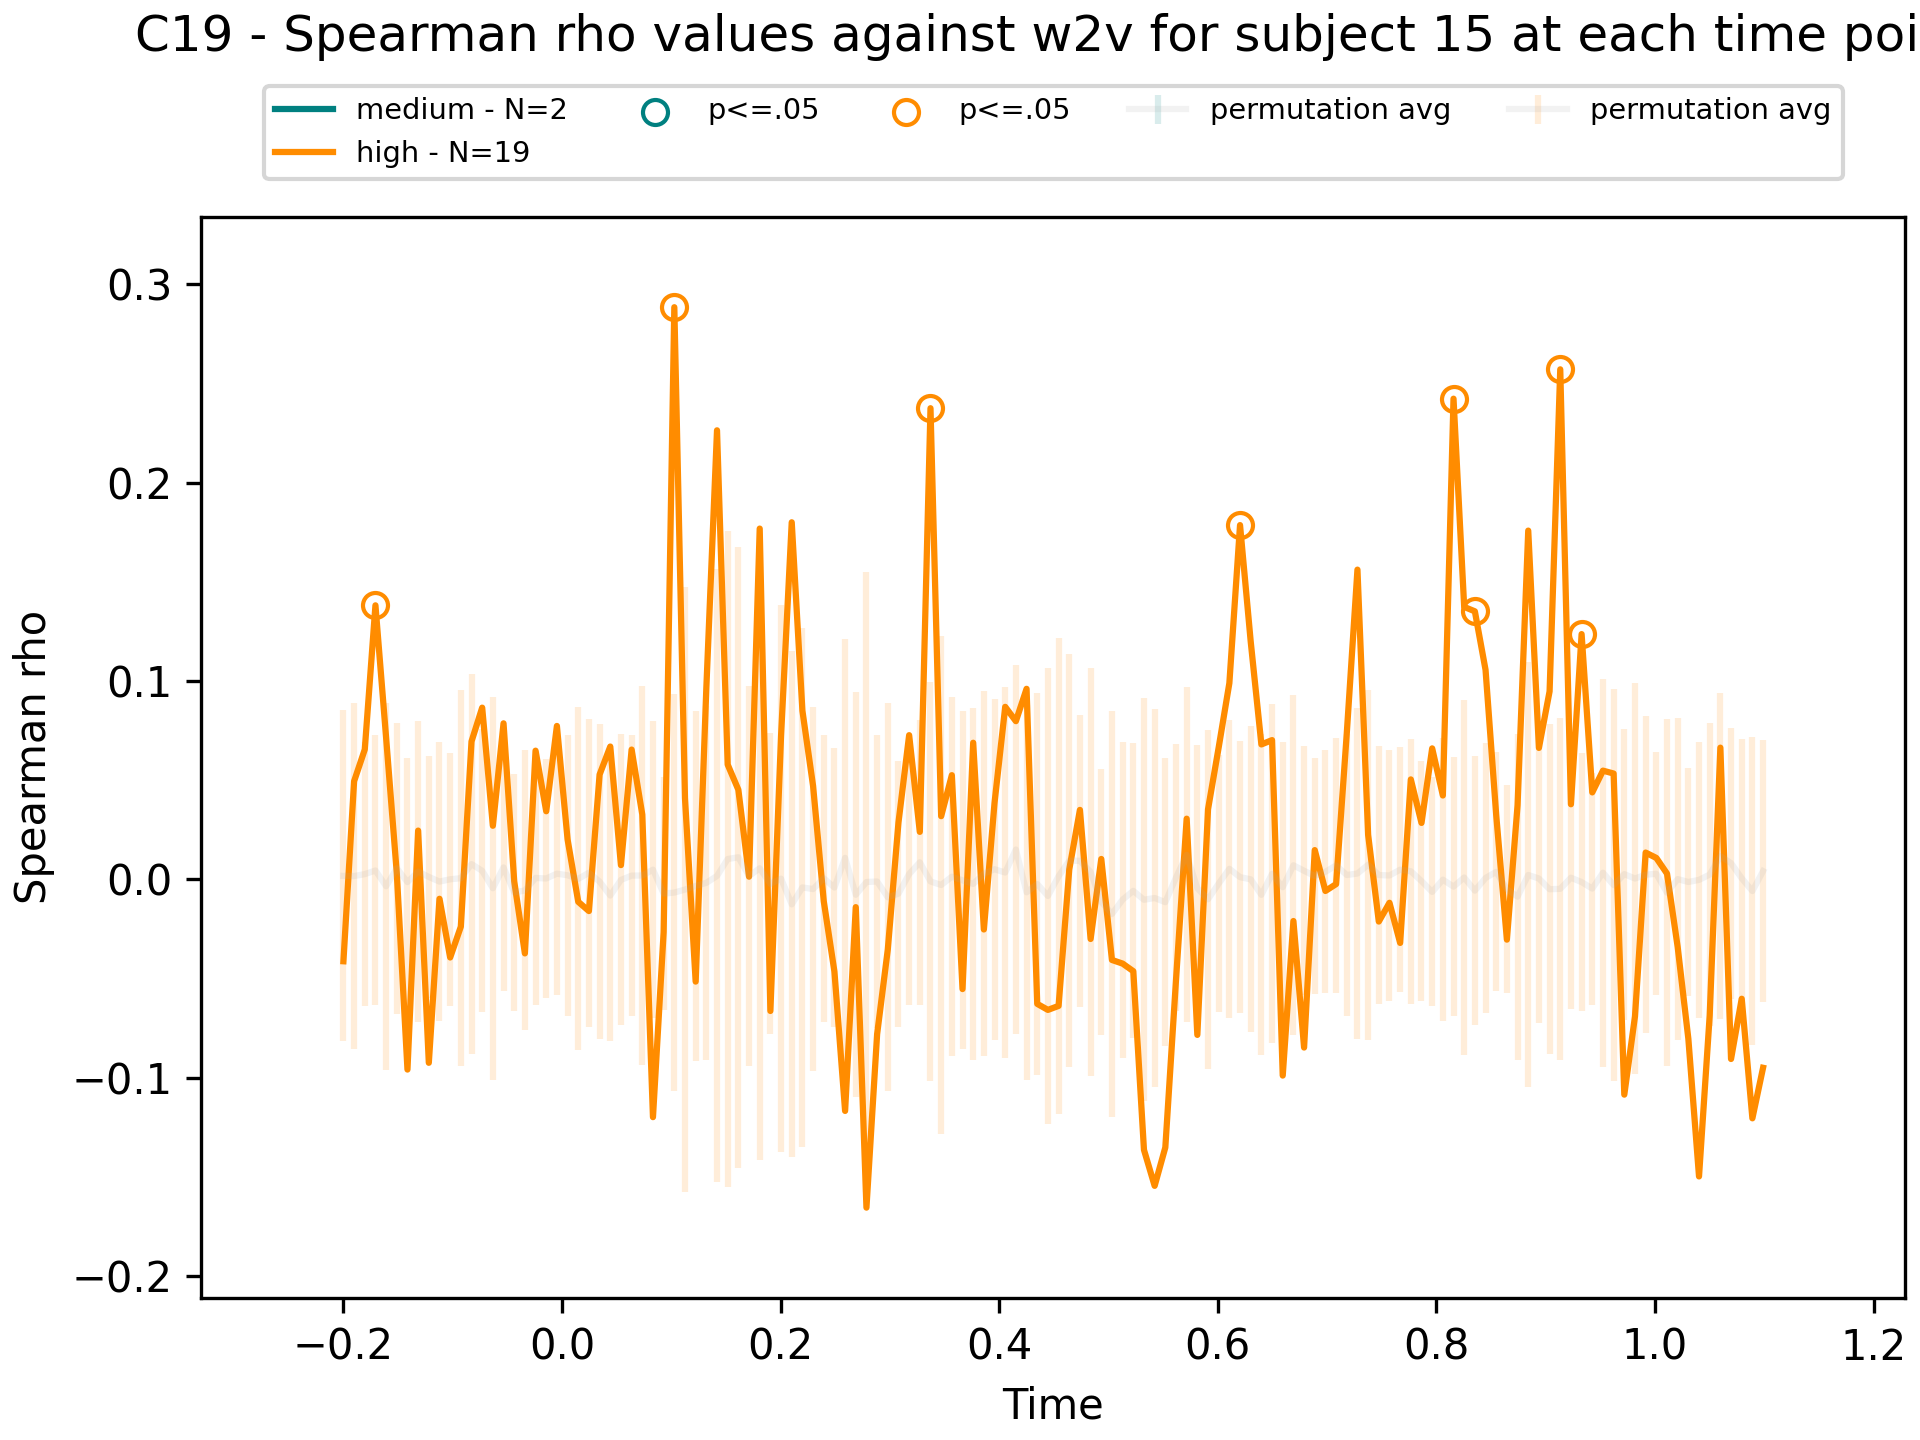 C19 - Spearman rho values against w2v for subject 15 at each time poi
medium - N=2
high - N=19
p<=.05
p<=.05
permutation avg
permutation avg
Spearman rho
0.3
0.2
0.1
0.0
−0.1
−0.2
−0.2 0.0 0.2 0.4 0.6 0.8 1.0 1.2
Time